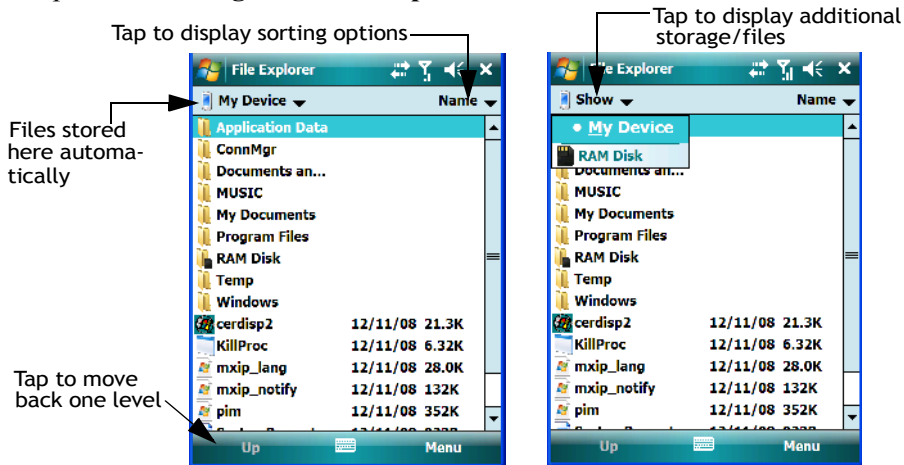 Tap to display sorting options
Tap to display additional
storage/files
Files stored
here automa-
tically
Tap to move
back one level
File Explorer
My Device
Name
Application Data
ConnMgr
Documents an...
MUSIC
My Documents
Program Files
RAM Disk
Temp
Windows
cerdisp2 12/11/08 21.3K
KillProc 12/11/08 6.32K
mxip_lang 12/11/08 28.0K
mxip_notify 12/11/08 132K
pim 12/11/08 352K
Up
Menu
File Explorer
Show
Name
My Device
RAM Disk
Documents an...
MUSIC
My Documents
Program Files
RAM Disk
Temp
Windows
cerdisp2 12/11/08 21.3K
KillProc 12/11/08 6.32K
mxip_lang 12/11/08 28.0K
mxip_notify 12/11/08 132K
pim 12/11/08 352K
Up
Menu